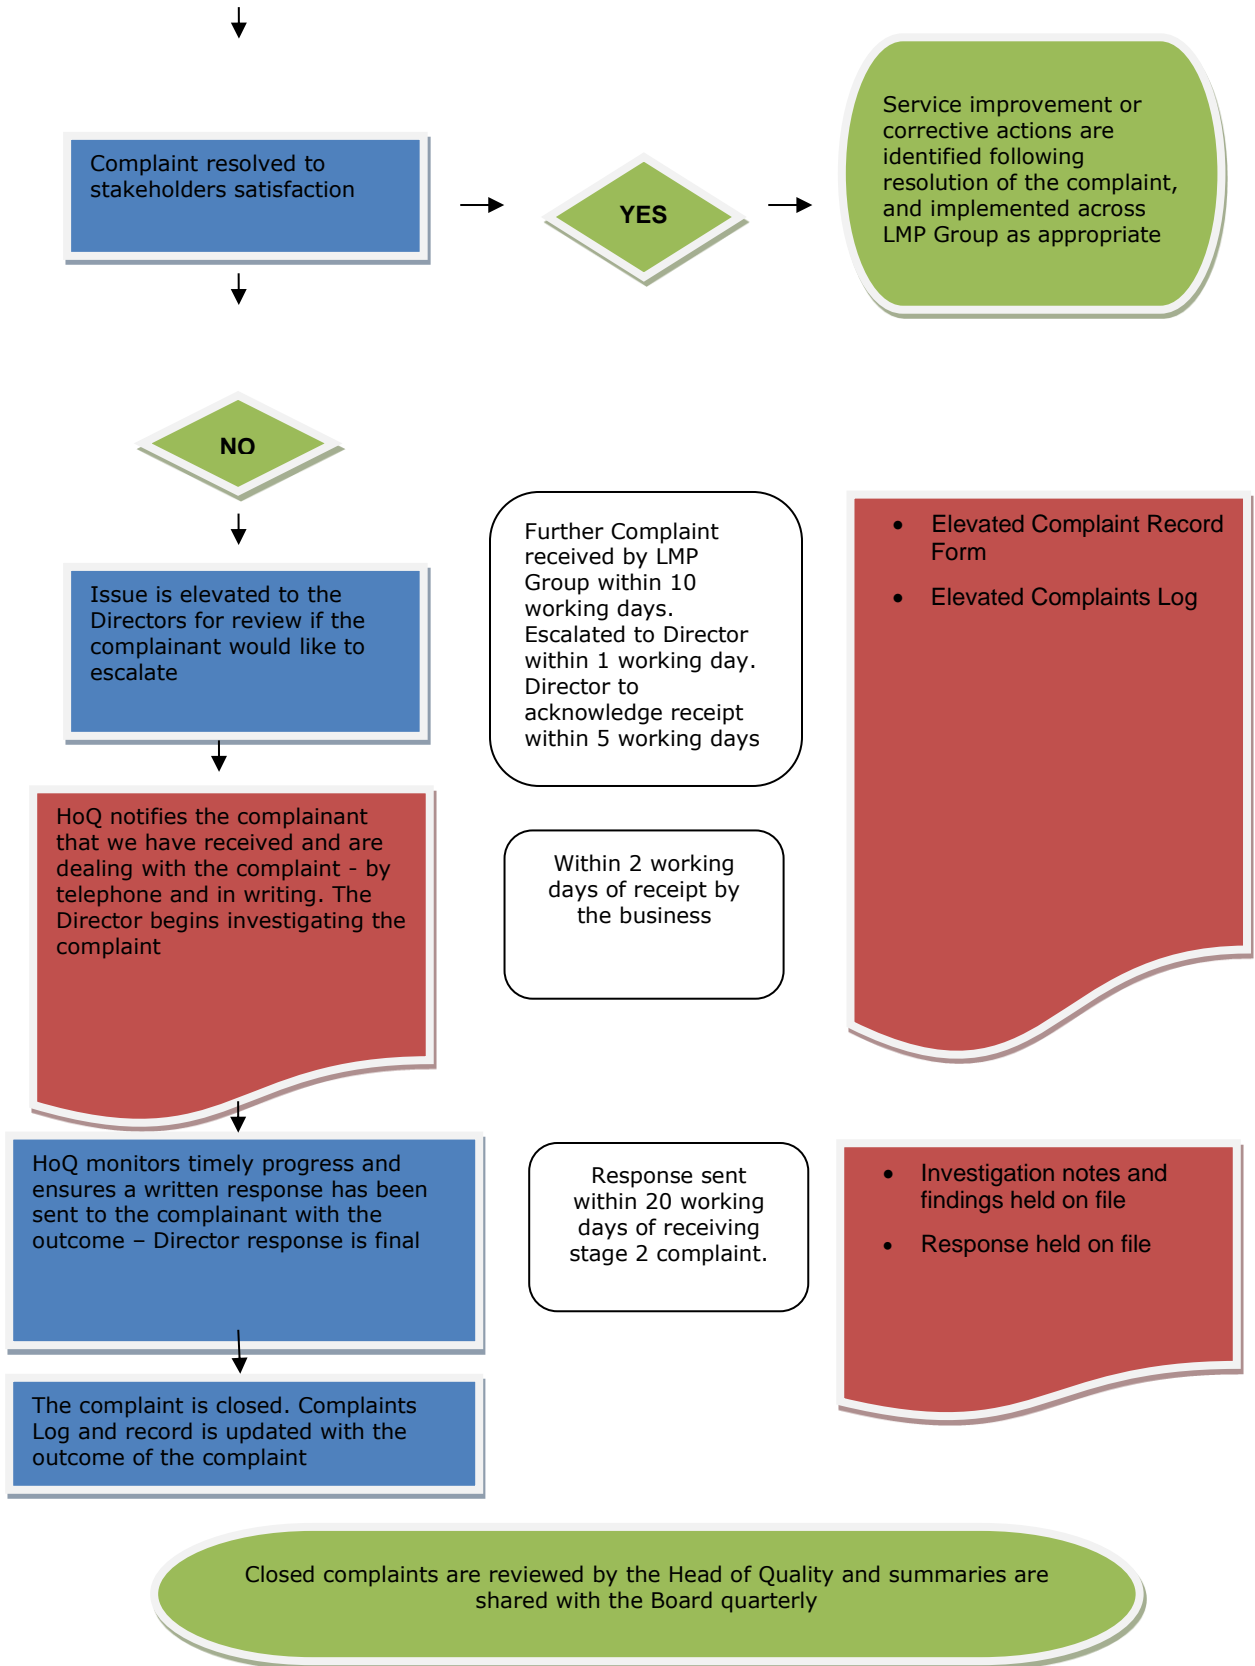 Complaint resolved to
stakeholders satisfaction
YES
Service improvement or
corrective actions are
identified following
resolution of the complaint,
and implemented across
LMP Group as appropriate
NO
Issue is elevated to the
Directors for review if the
complainant would like to
escalate
Further Complaint
received by LMP
Group within 10
working days.
Escalated to Director
within 1 working day.
Director to
acknowledge receipt
within 5 working days
• Elevated Complaint Record
Form
• Elevated Complaints Log
HoQ notifies the complainant
that we have received and are
dealing with the complaint - by
telephone and in writing. The
Director begins investigating the
complaint
Within 2 working
days of receipt by
the business
HoQ monitors timely progress and
ensures a written response has been
sent to the complainant with the
outcome – Director response is final
Response sent
within 20 working
days of receiving
stage 2 complaint.
• Investigation notes and
findings held on file
• Response held on file
The complaint is closed. Complaints
Log and record is updated with the
outcome of the complaint
Closed complaints are reviewed by the Head of Quality and summaries are
shared with the Board quarterly